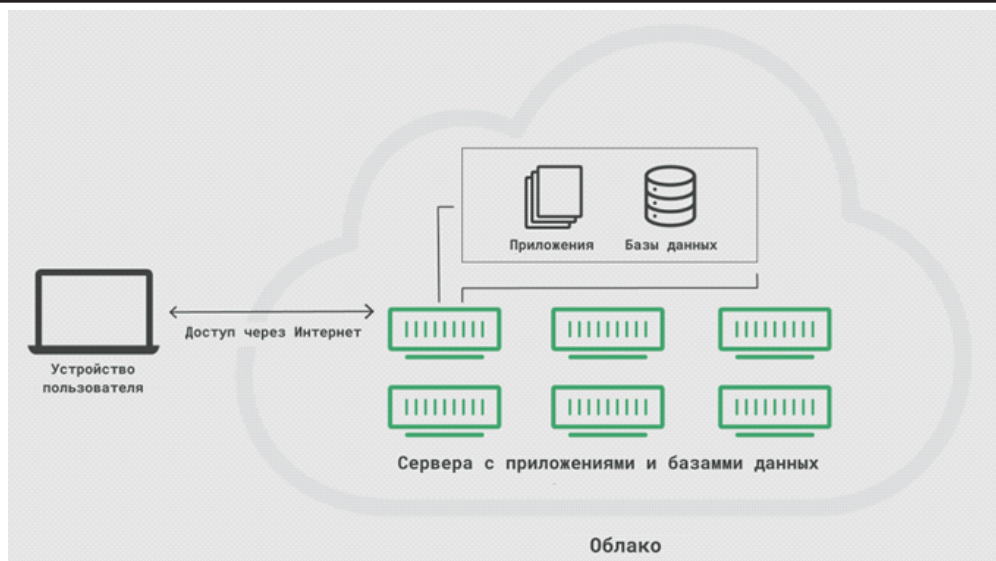 Приложения
Базы данных
Доступ через Интернет
Устройство
пользователя
Сервера с приложениями и базамми данных
Облако